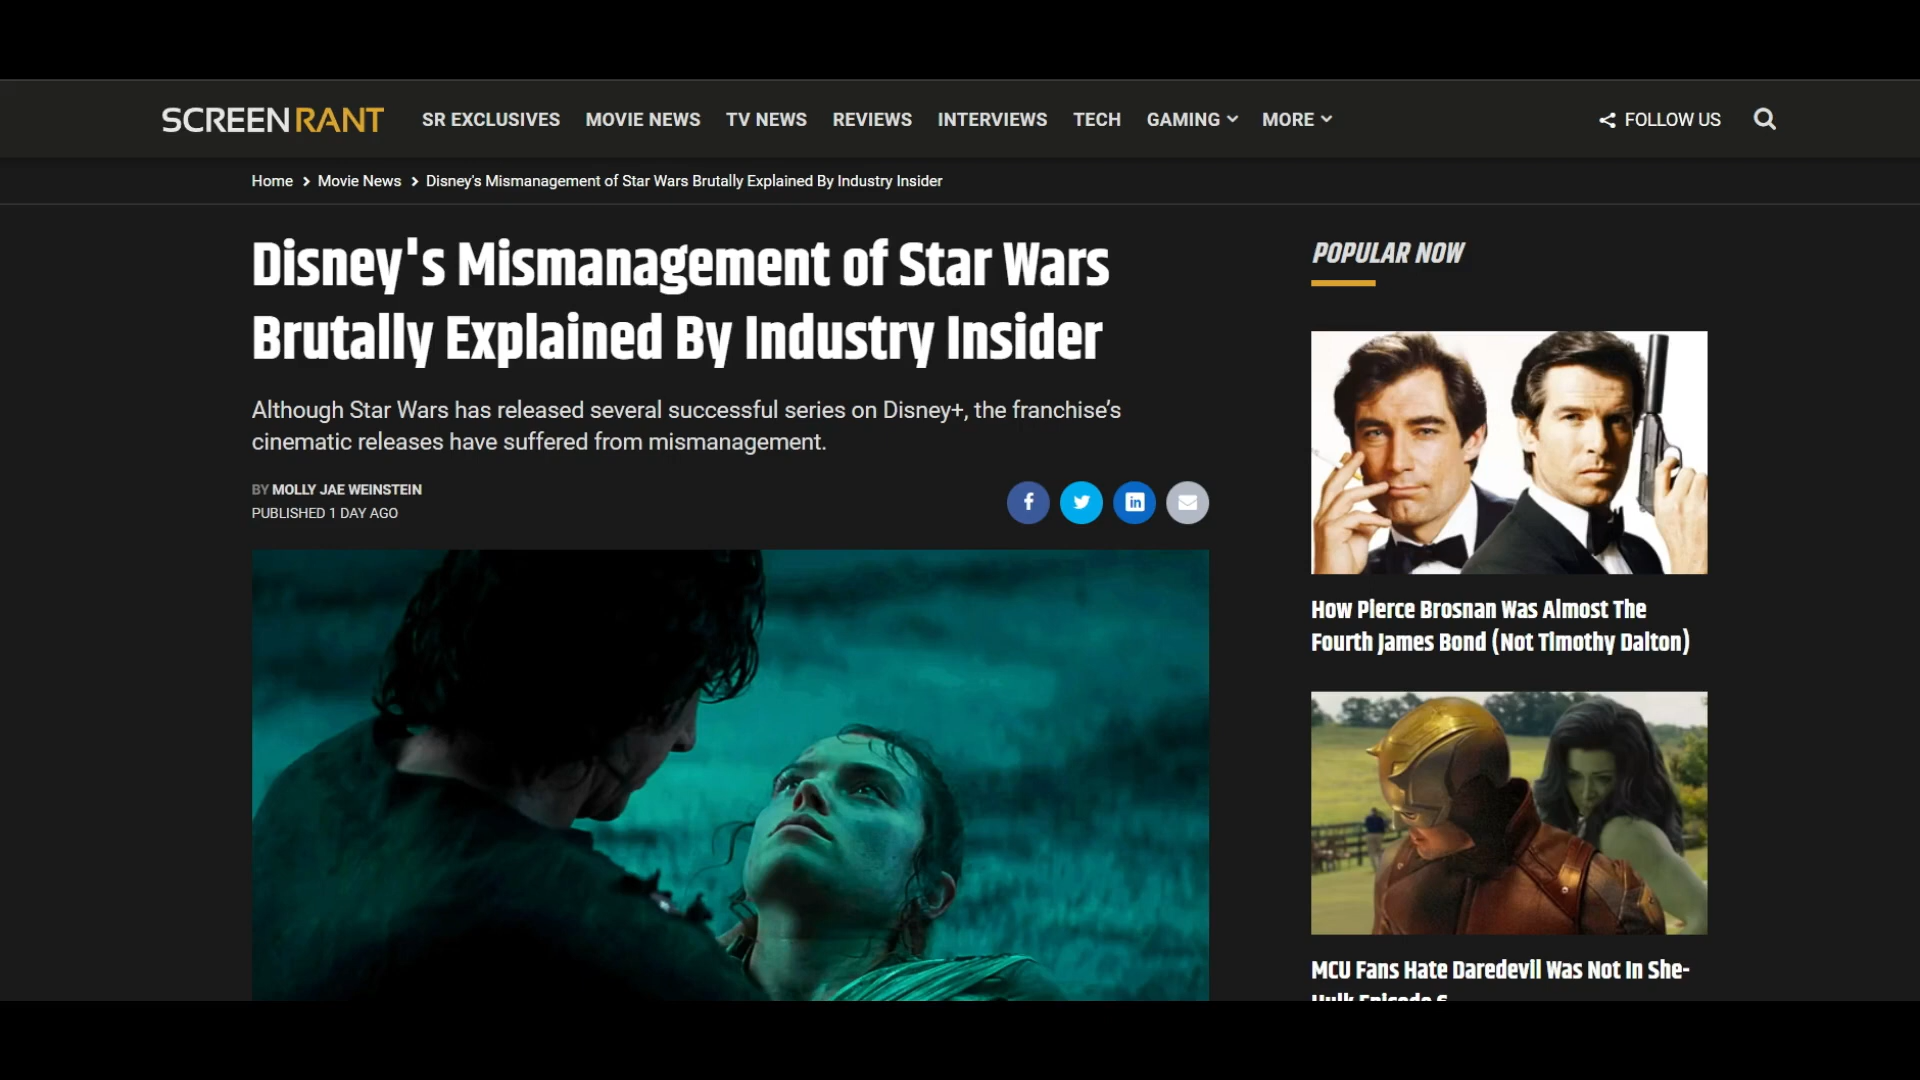 SCREENRANT
SR EXCLUSIVES
MOVIE NEWS
TV NEWS
REVIEWS
INTERVIEWS
TECH
GAMING
MORE
FOLLOW US
Home > Movie News > Disney's Mismanagement of Star Wars Brutally Explained By Industry Insider
Disney's Mismanagement of Star Wars
Brutally Explained By Industry Insider
Although Star Wars has released several successful series on Disney+, the franchise’s
cinematic releases have suffered from mismanagement.
BY MOLLY JAE WEINSTEIN
PUBLISHED 1 DAY AGO
POPULAR NOW
How Pierce Brosnan Was Almost The
Fourth James Bond (Not Timothy Dalton)
MCU Fans Hate Daredevil Was Not In She-
Hulk Episode 6